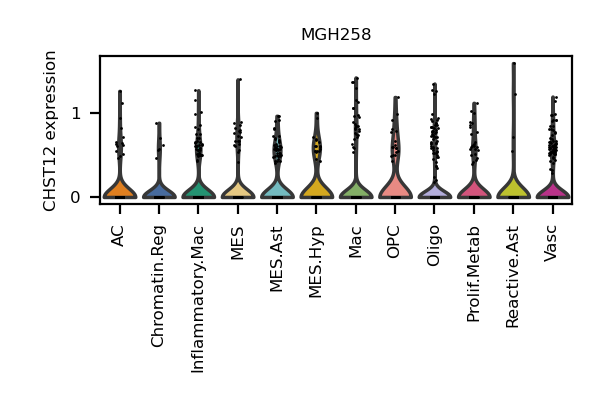 MGH258
CHST12 expression
1
0
AC
Chromatin.Reg
Inflammatory.Mac
MES
MES.Ast
MES.Hyp
Mac
OPC
Oligo
Prolif.Metab
Reactive.Ast
Vasc